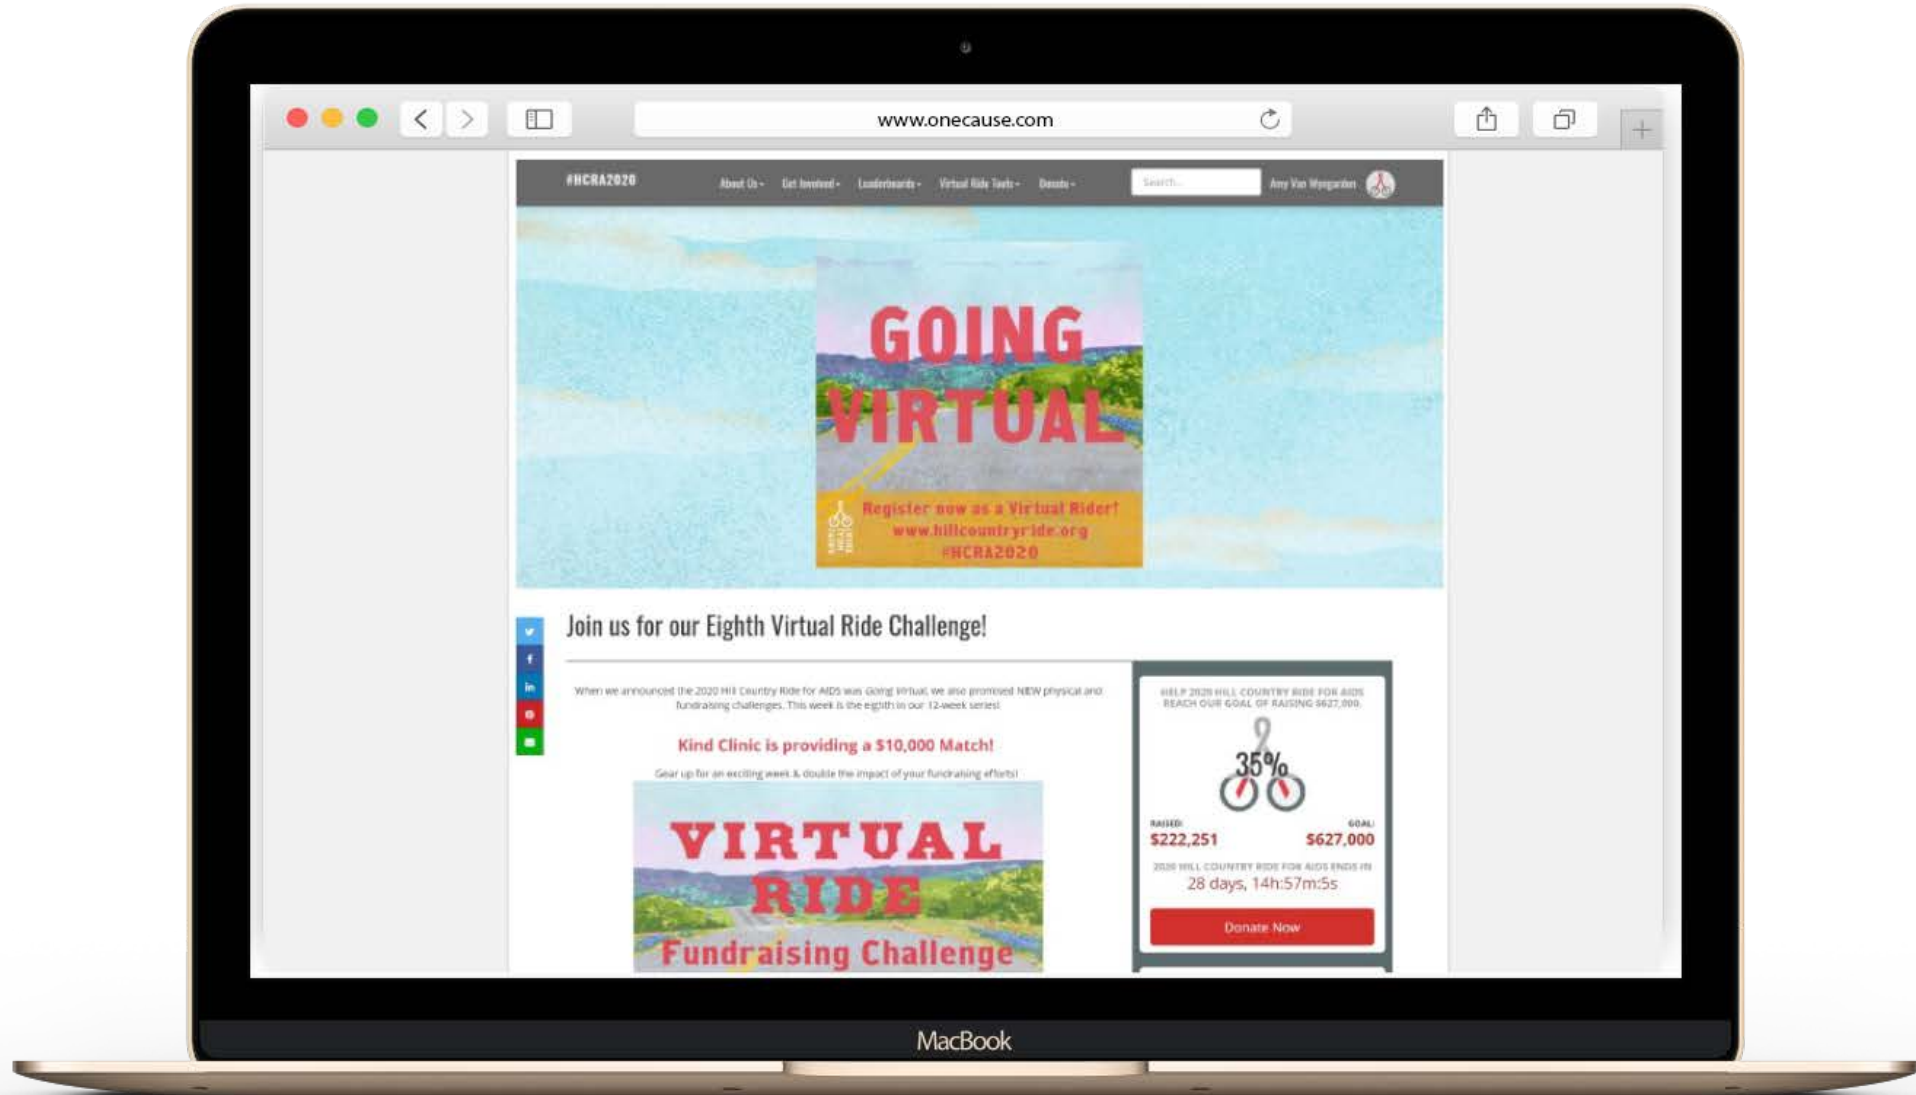 www.onecause.com
#HCRA2020
About Us
Get Involved
Leaderboards
Virtual Ride Tools
Donate
Search...
Amy Van Wyngarden
GOING
VIRTUAL
Register now as a Virtual Rider!
www.hillcountryride.org
#HCRA2020
Join us for our Eighth Virtual Ride Challenge!
When we announced the 2020 Hill Country Ride for AIDS was Going Virtual, we also promised NEW physical and
fundraising challenges. This week is the eighth in our 12-week series!
Kind Clinic is providing a $10,000 Match!
Gear up for an exciting week & double the impact of your fundraising efforts!
VIRTUAL
RIDE
Fundraising Challenge
HELP 2020 HILL COUNTRY RIDE FOR AIDS
REACH OUR GOAL OF RAISING $627,000.
35%
RAISED:
$222,251
GOAL:
$627,000
2020 HILL COUNTRY RIDE FOR AIDS ENDS IN
28 days, 14h:57m:5s
Donate Now
MacBook